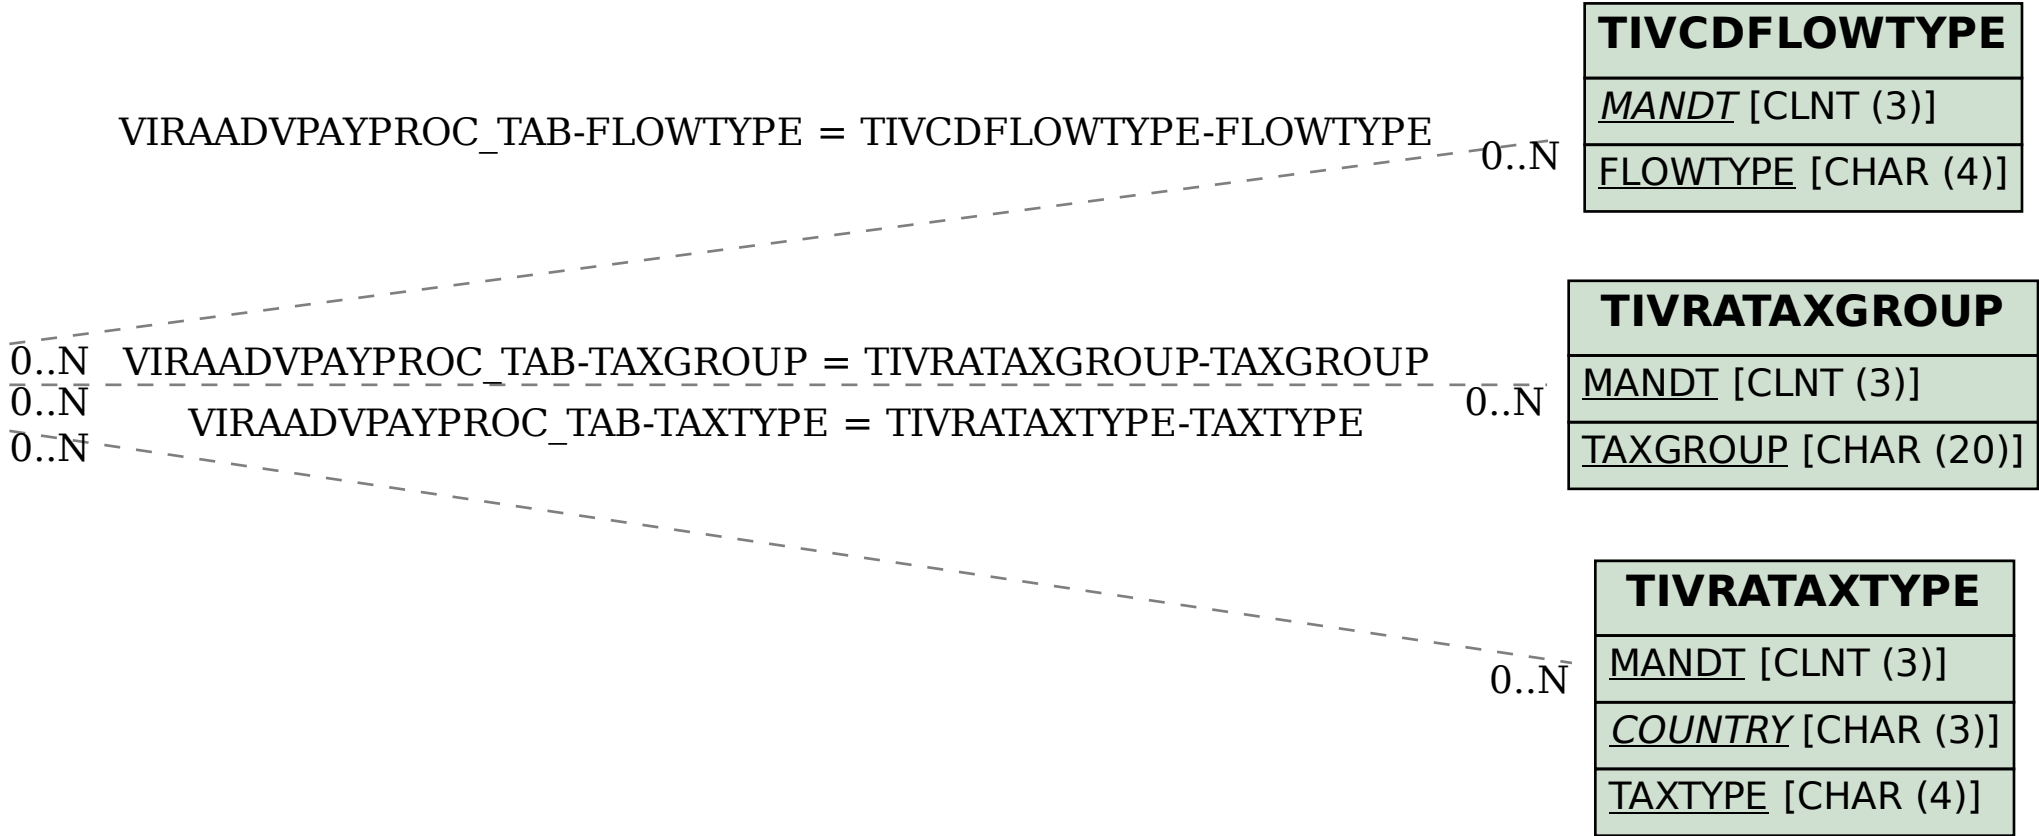 TIVCDFLOWTYPE
MANDT [CLNT (3)]
FLOWTYPE [CHAR (4)]
VIRAADVPAYPROC_TAB-FLOWTYPE = TIVCDFLOWTYPE-FLOWTYPE
0..N
0..N
VIRAADVPAYPROC_TAB-TAXGROUP = TIVRATAXGROUP-TAXGROUP
0..N
0..N
VIRAADVPAYPROC_TAB-TAXTYPE = TIVRATAXTYPE-TAXTYPE
0..N
0..N
TIVRATAXGROUP
MANDT [CLNT (3)]
TAXGROUP [CHAR (20)]
TIVRATAXTYPE
MANDT [CLNT (3)]
COUNTRY [CHAR (3)]
TAXTYPE [CHAR (4)]